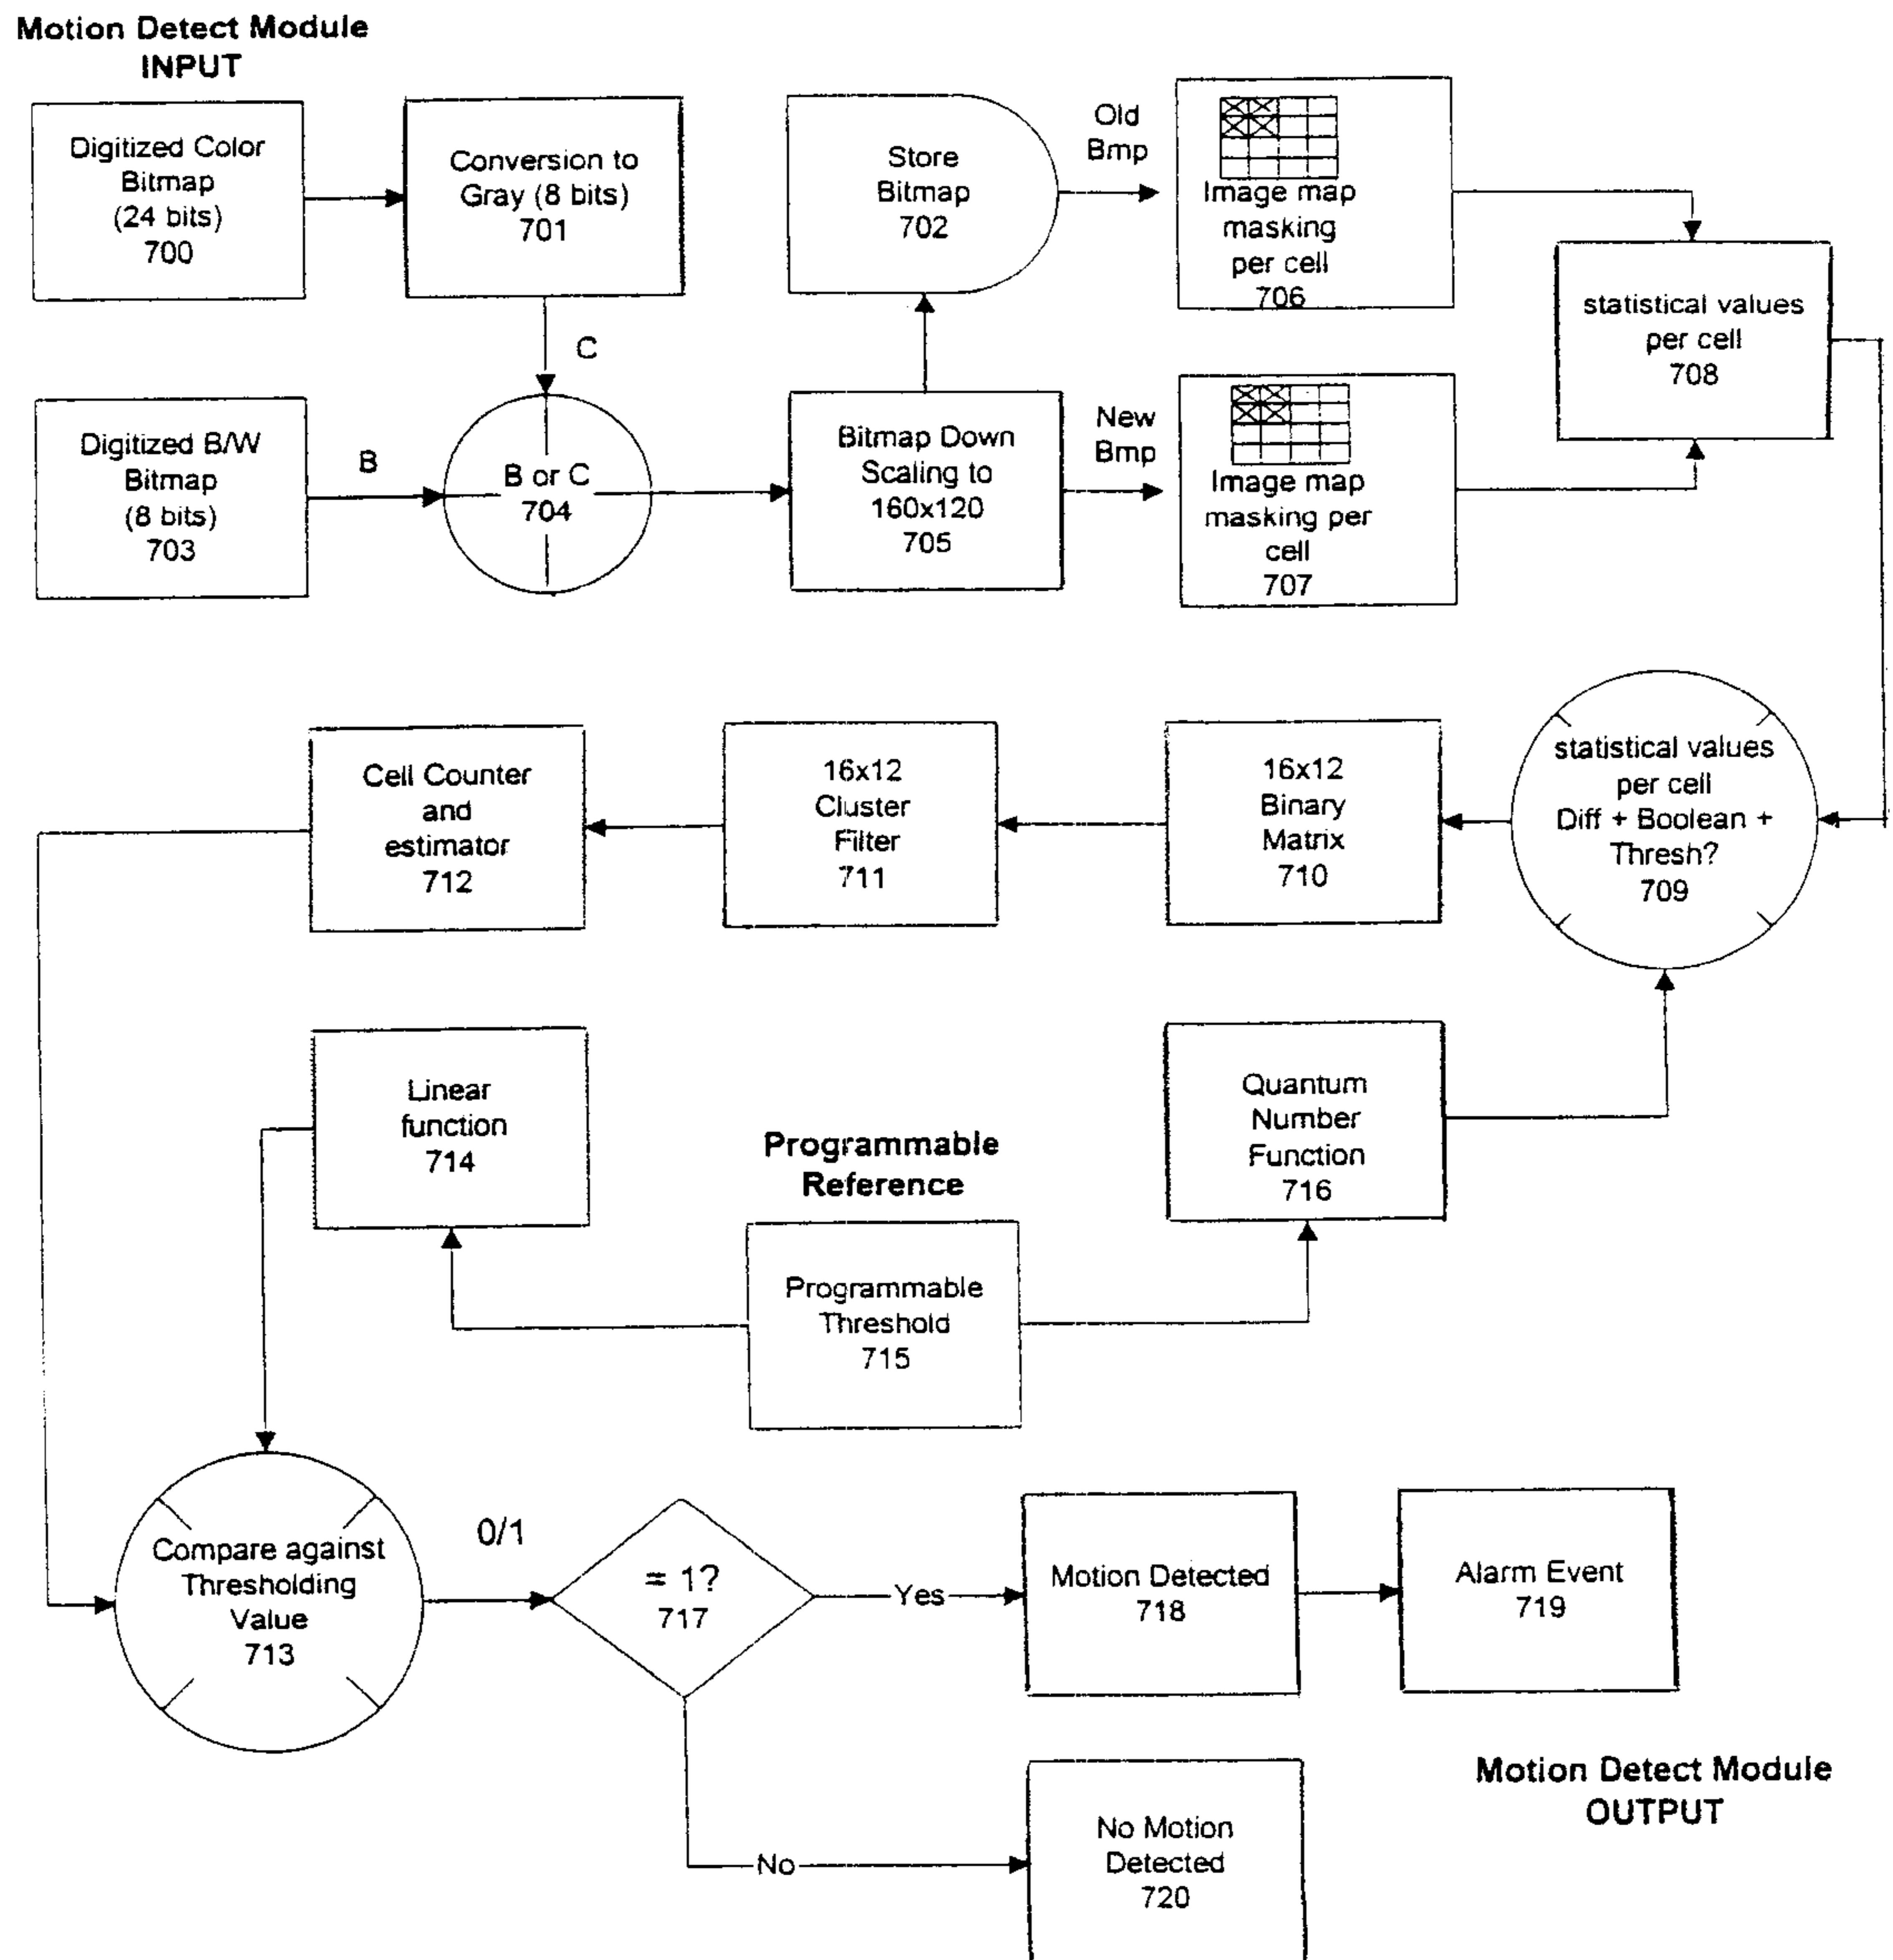 Motion Detect Module
INPUT
Digitized Color
Bitmap
(24 bits)
700
Conversion to
Gray (8 bits)
701
Store
Bitmap
702
Old
Bmp
Image map
masking
per cell
706
statistical values
per cell
708
C
Digitized B/W
Bitmap
(8 bits)
703
B
B or C
704
Bitmap Down
Scaling to
160x120
705
New
Bmp
Image map
masking per
cell
707
Cell Counter
and
estimator
712
16x12
Cluster
Filter
711
16x12
Binary
Matrix
710
statistical values
per cell
Diff + Boolean +
Thresh?
709
Linear
function
714
Programmable
Reference
Programmable
Threshold
715
Quantum
Number
Function
716
Compare against
Thresholding
Value
713
0/1
= 1?
717
Yes
Motion Detected
718
Alarm Event
719
No
No Motion
Detected
720
Motion Detect Module
OUTPUT